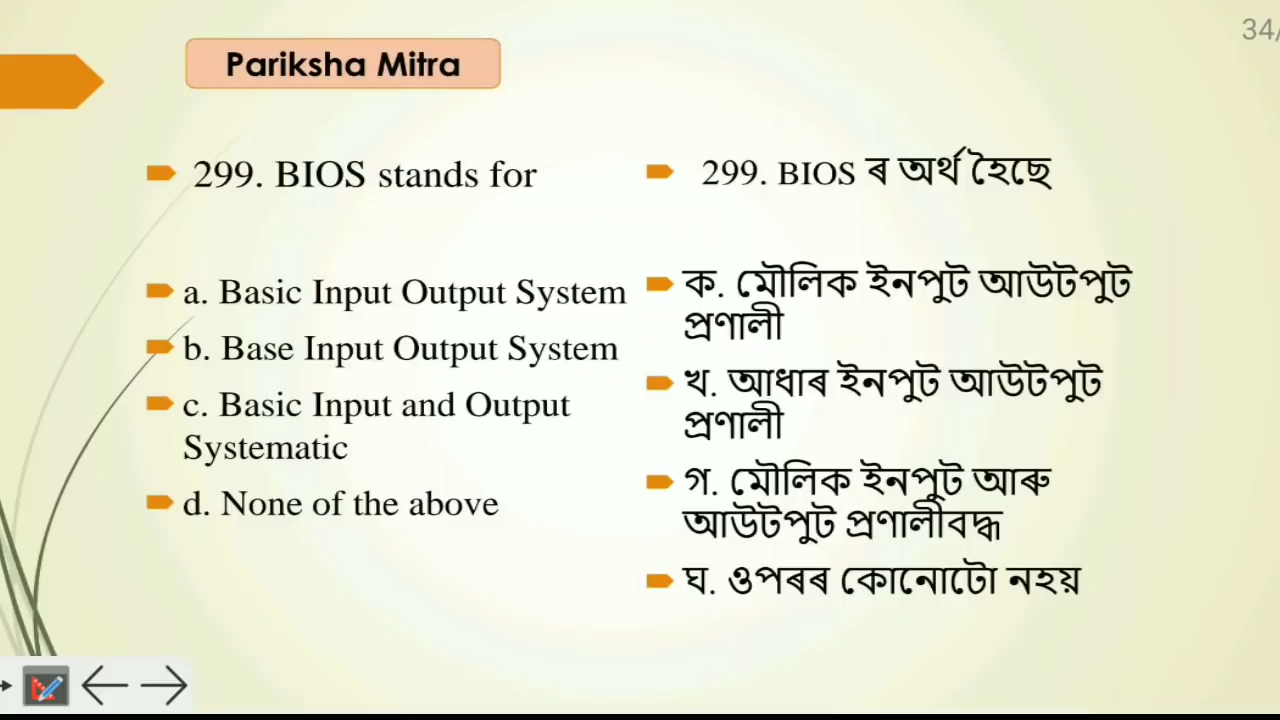 34/
Pariksha Mitra
299. BIOS stands for
a. Basic Input Output System
b. Base Input Output System
c. Basic Input and Output
Systematic
d. None of the above
299. BIOS ৰ অৰ্থ হৈছে
ক. মৌলিক ইনপুট আউটপুট
প্ৰণালী
খ. আধাৰ ইনপুট আউটপুট
প্ৰণালী
গ. মৌলিক ইনপুট আৰু
আউটপুট প্ৰণালীবদ্ধ
ঘ. ওপৰৰ কোনোটো নহয়